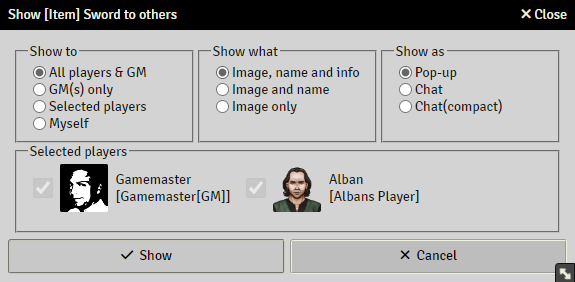 Show [Item] Sword to others
Close
Show to
All players & GM
GM(s) only
Selected players
Myself
Show what
Image, name and info
Image and name
Image only
Show as
Pop-up
Chat
Chat(compact)
Selected players
Gamemaster
[Gamemaster[GM]]
Alban
[Albans Player]
Show
Cancel